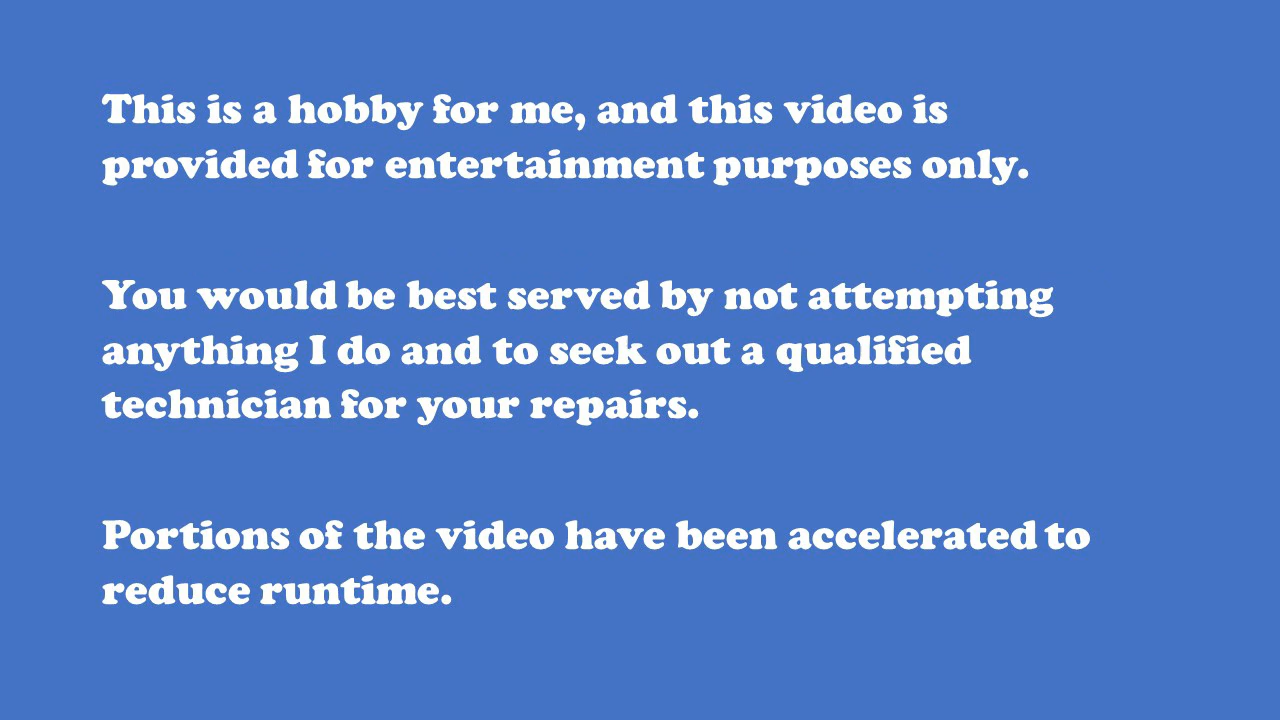 This is a hobby for me, and this video is
provided for entertainment purposes only.
You would be best served by not attempting
anything I do and to seek out a qualified
technician for your repairs.
Portions of the video have been accelerated to
reduce runtime.